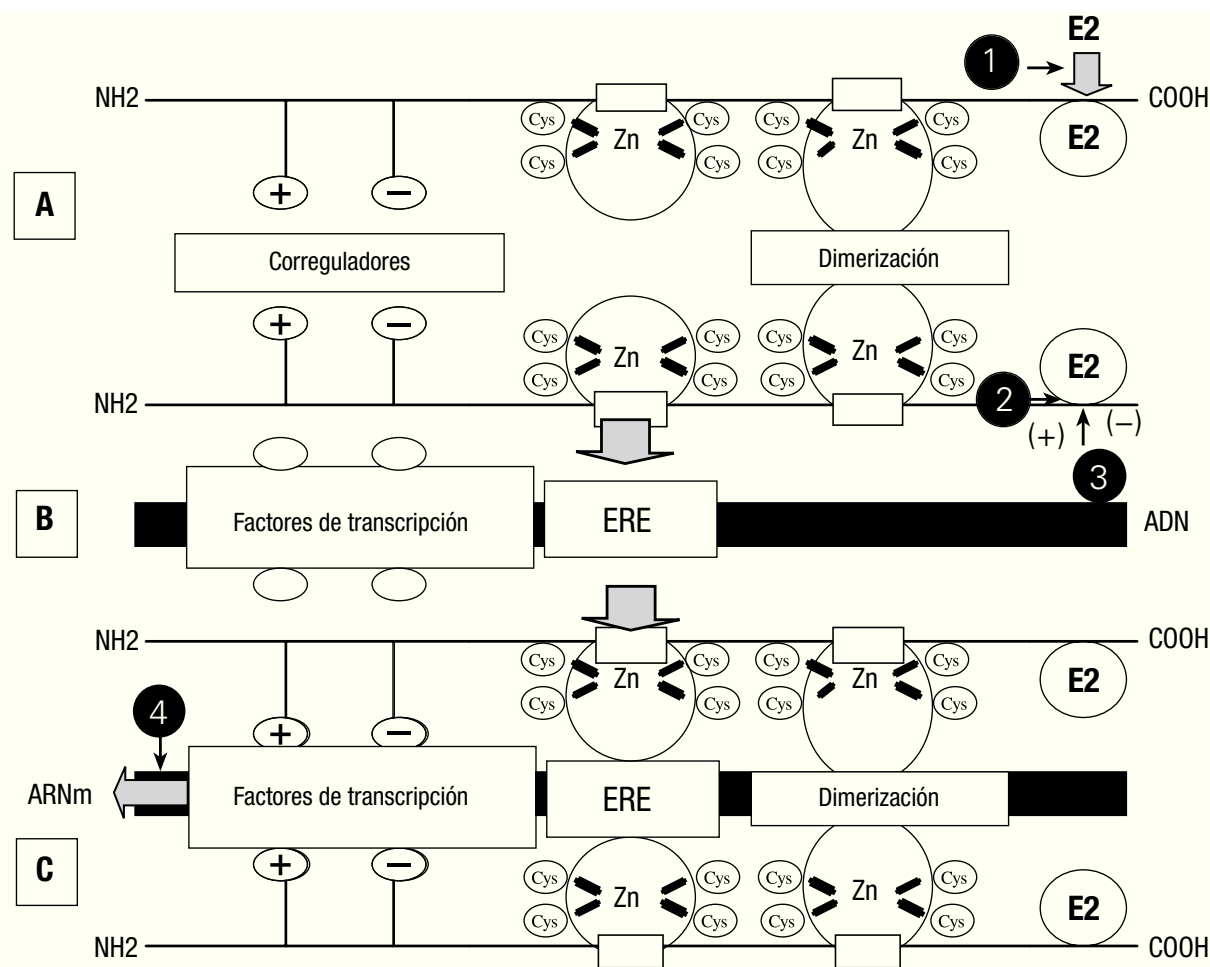 E2
1
NH2 COOH
Cys Zn Cys Cys Zn Cys E2
Cys Cys Cys Cys
+ −
A
Correguladores Dimerización
+ −
Cys Zn Cys Cys Zn Cys E2
Cys Cys Cys Cys
NH2 2
(+) (−)
3
B Factores de transcripción ERE ADN
NH2 COOH
Cys Zn Cys Cys Zn Cys E2
Cys Cys Cys Cys
4
+ −
ARNm Factores de transcripción ERE Dimerización
C + −
Cys Zn Cys Cys Zn Cys E2
Cys Cys Cys Cys
NH2 COOH